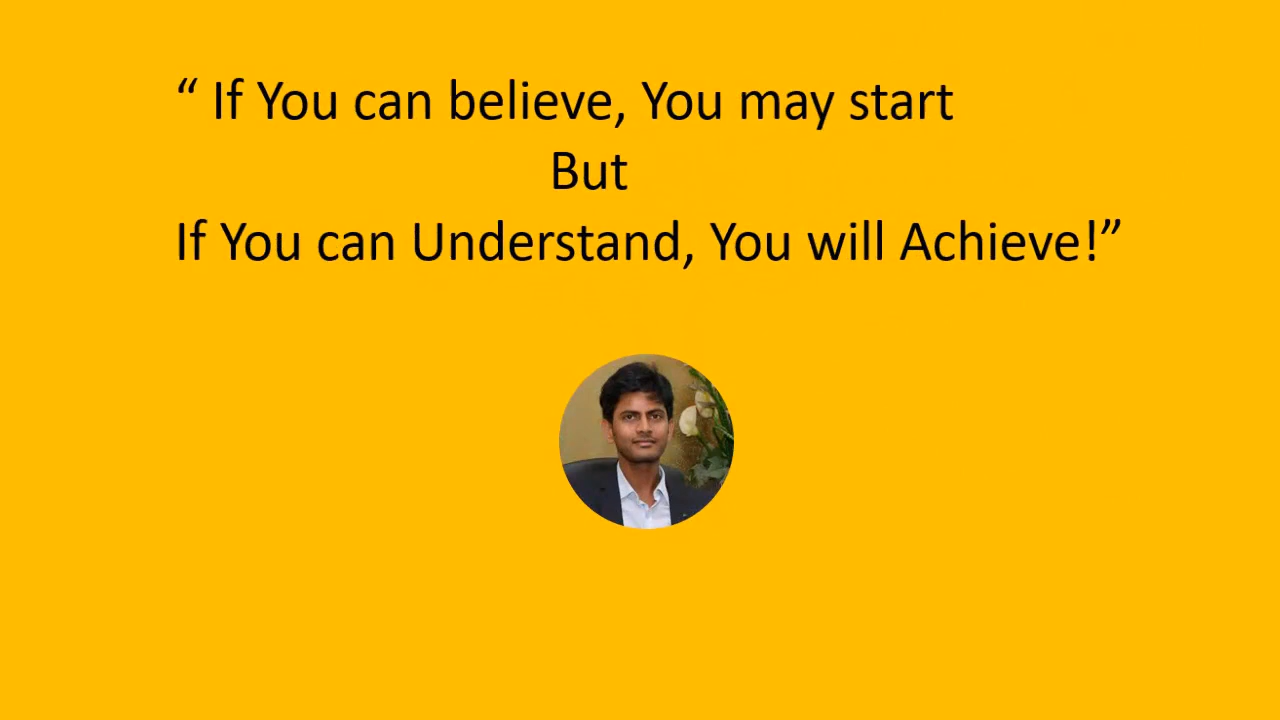 “ If You can believe, You may start
But
If You can Understand, You will Achieve!”